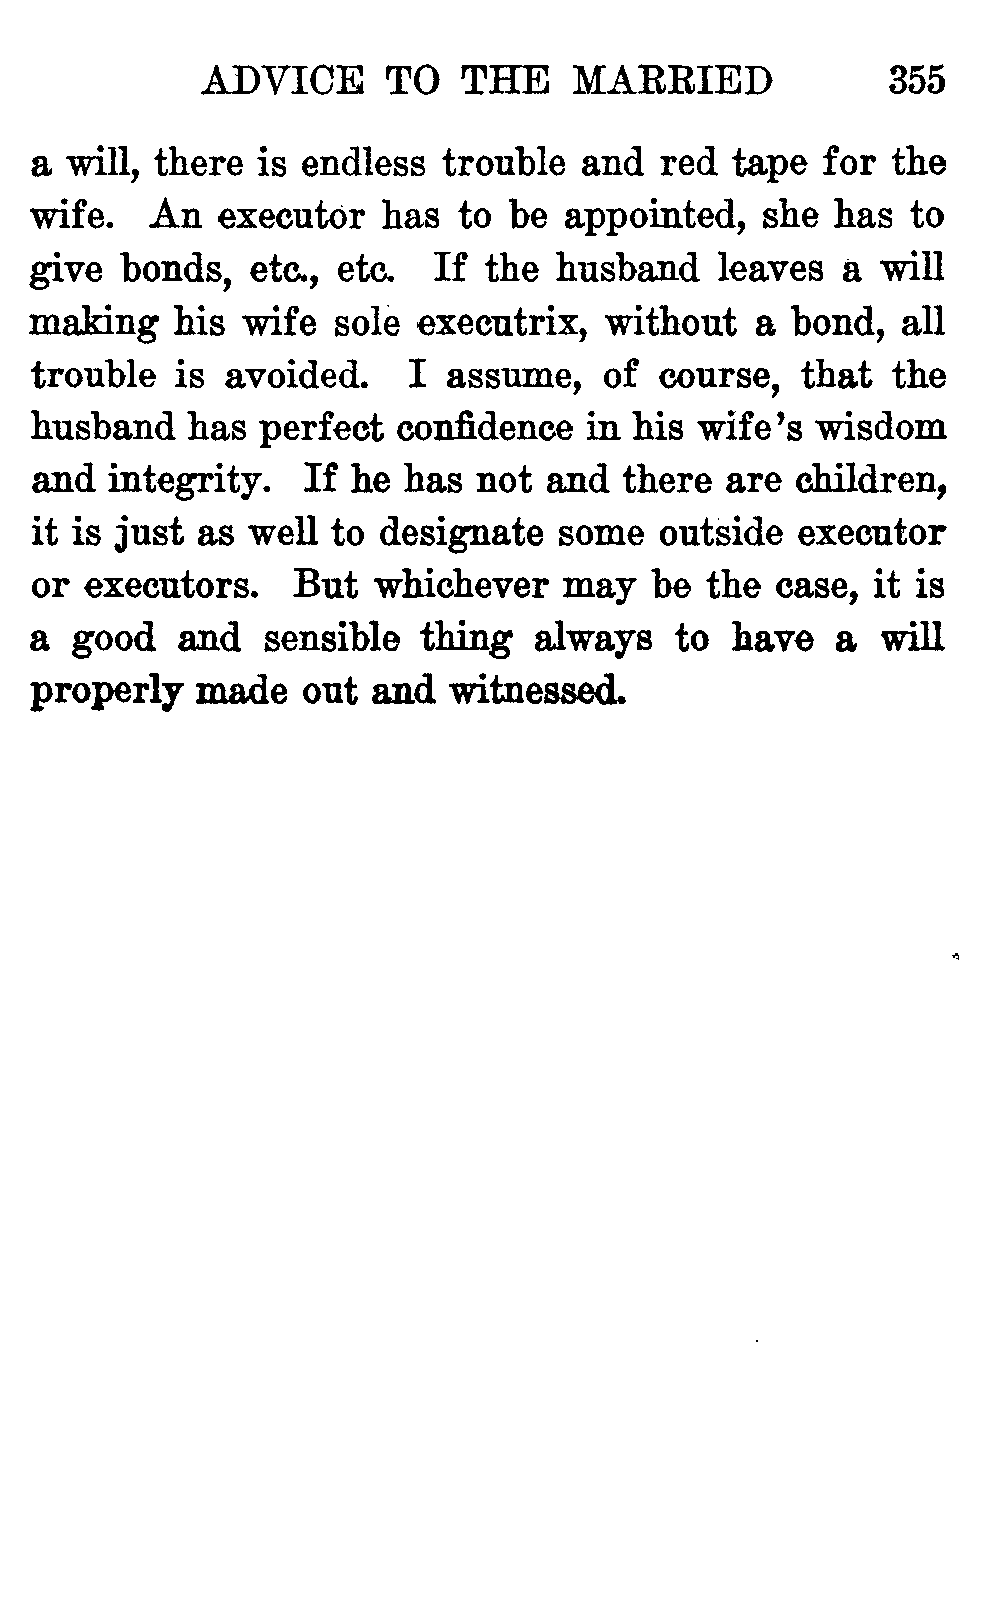 ADVICE TO THE MARRIED 355
a will, there is endless trouble and red tape for the
wife. An executor has to be appointed, she has to
give bonds, etc., etc. If the husband leaves a will
making his wife sole executrix, without a bond, all
trouble is avoided. I assume, of course, that the
husband has perfect confidence in his wife's wisdom
and integrity. If he has not and there are children,
it is just as well to designate some outside executor
or executors. But whichever may be the case, it is
a good and sensible thing always to have a will
properly made out and witnessed.